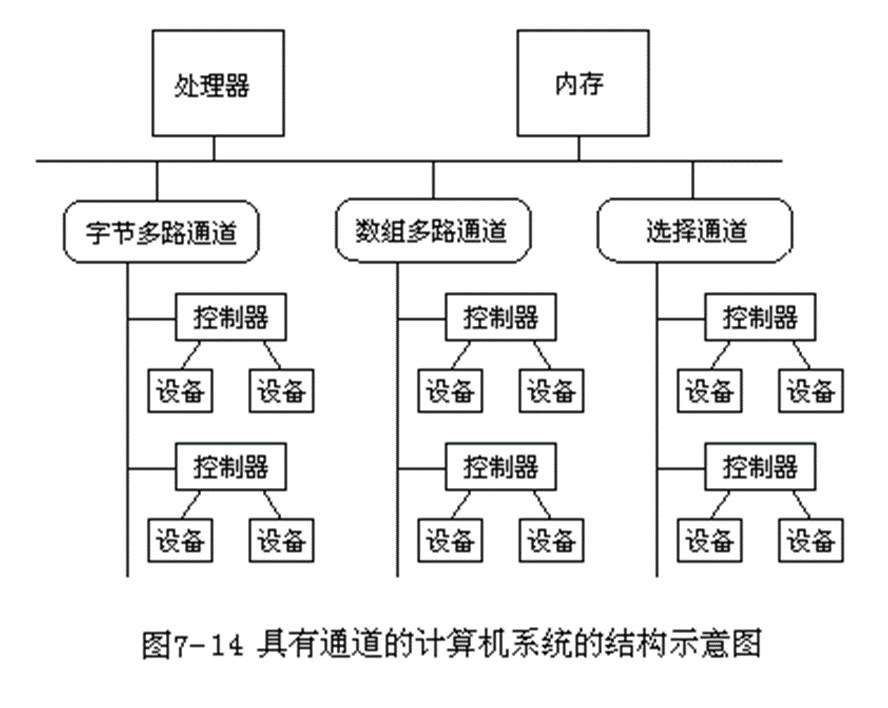 处理器 内存
字节多路通道 数组多路通道 选择通道
控制器 控制器 控制器
设备 设备 设备 设备 设备 设备
控制器 控制器 控制器
设备 设备 设备 设备 设备 设备
图7-14 具有通道的计算机系统的结构示意图